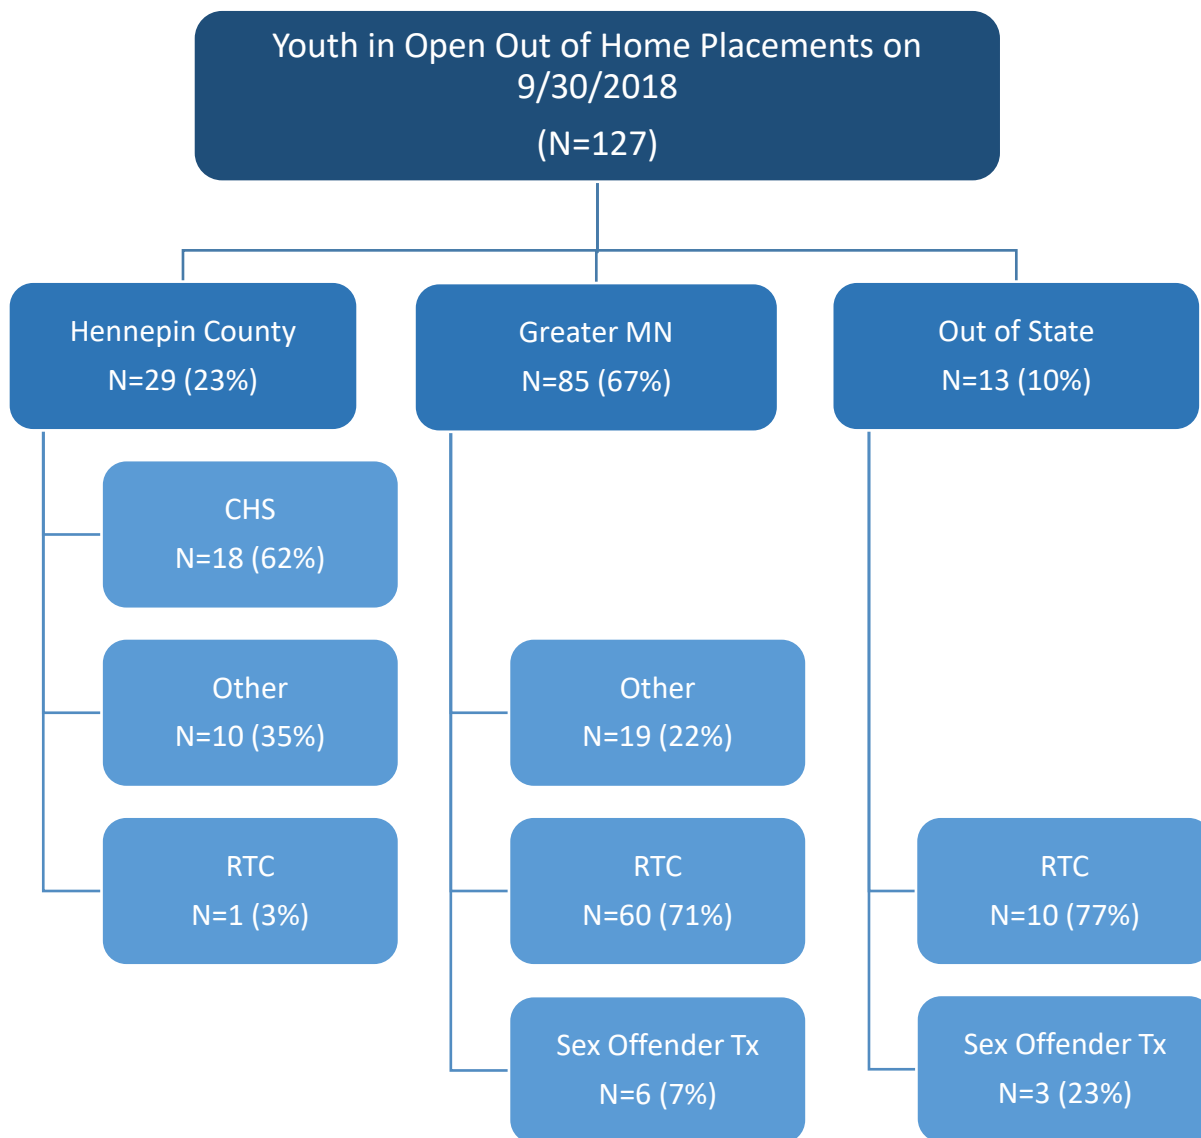 Youth in Open Out of Home Placements on
9/30/2018
(N=127)
Hennepin County
N=29 (23%)
Greater MN
N=85 (67%)
Out of State
N=13 (10%)
CHS
N=18 (62%)
Other
N=10 (35%)
RTC
N=1 (3%)
Other
N=19 (22%)
RTC
N=60 (71%)
Sex Offender Tx
N=6 (7%)
RTC
N=10 (77%)
Sex Offender Tx
N=3 (23%)